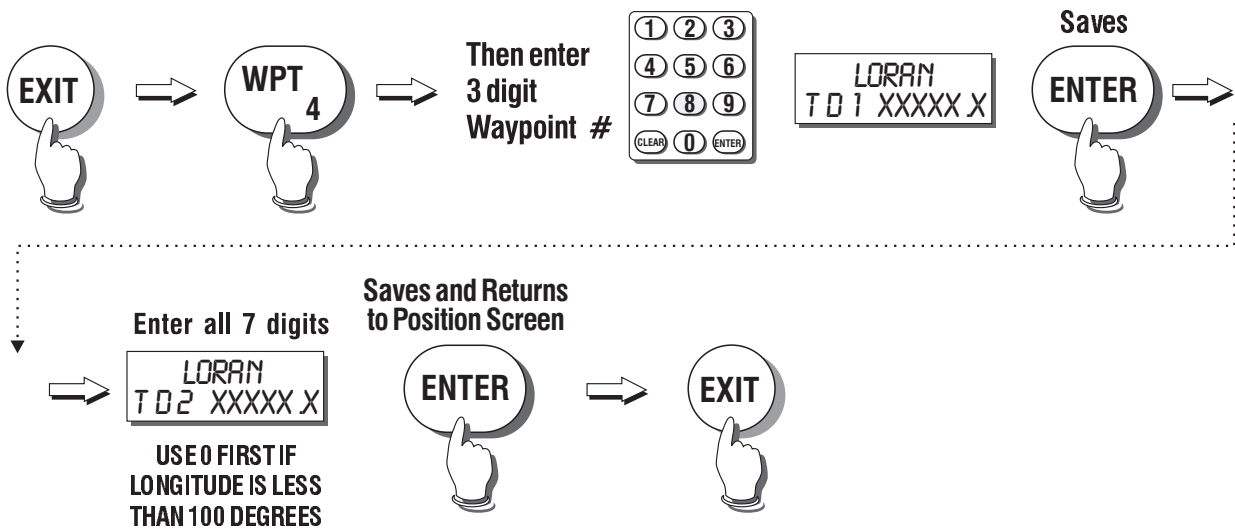 EXIT
WPT
4
Then enter
3 digit
Waypoint #
1 2 3
4 5 6
7 8 9
CLEAR 0 ENTER
LORAN
TD1 XXXXX.X
Saves
ENTER
Enter all 7 digits
LORAN
TD2 XXXXX.X
USE 0 FIRST IF
LONGITUDE IS LESS
THAN 100 DEGREES
Saves and Returns
to Position Screen
ENTER
EXIT